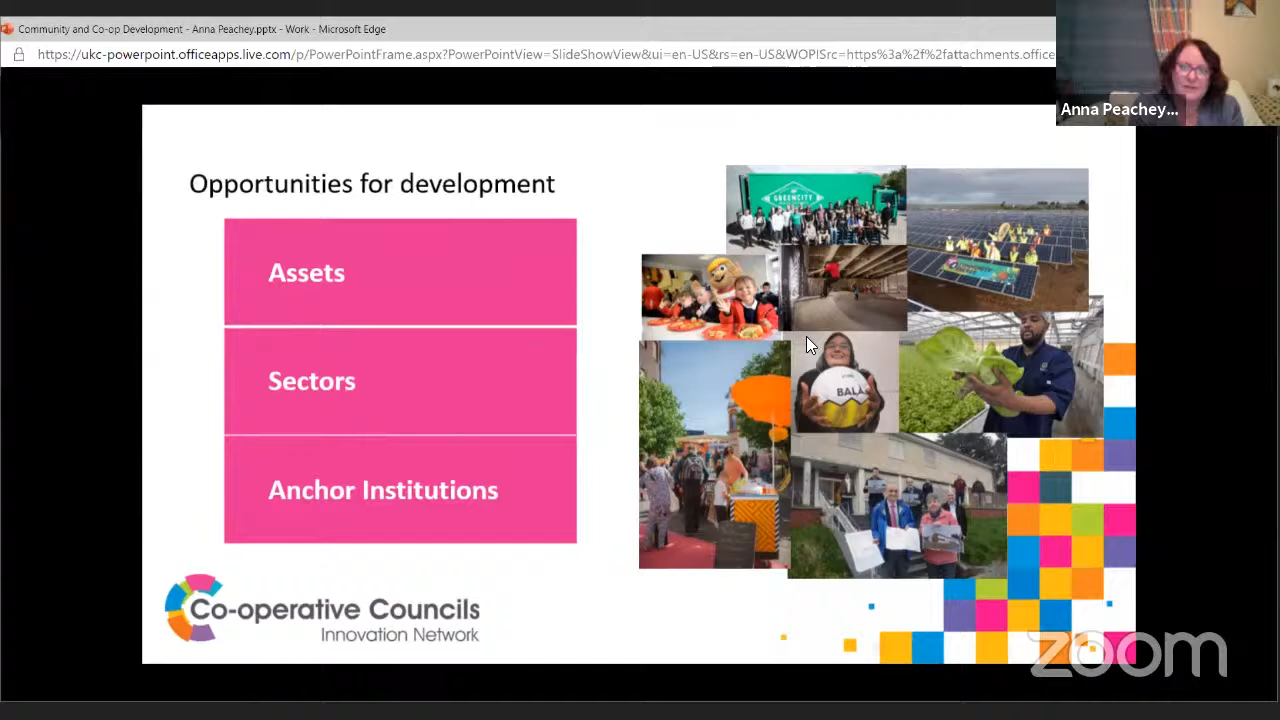 Community and Co-op Development - Anna Peachey.pptx - Work - Microsoft Edge
https://ukc-powerpoint.officeapps.live.com/p/PowerPointFrame.aspx?PowerPointView=SlideShowView&ui=en-US&rs=en-US&WOPISrc=https%3a%2f%2fattachments.office
Anna Peachey...
Opportunities for development
GREENCITY
Assets
Sectors
BALA
Anchor Institutions
Co-operative Councils
Innovation Network
zoom